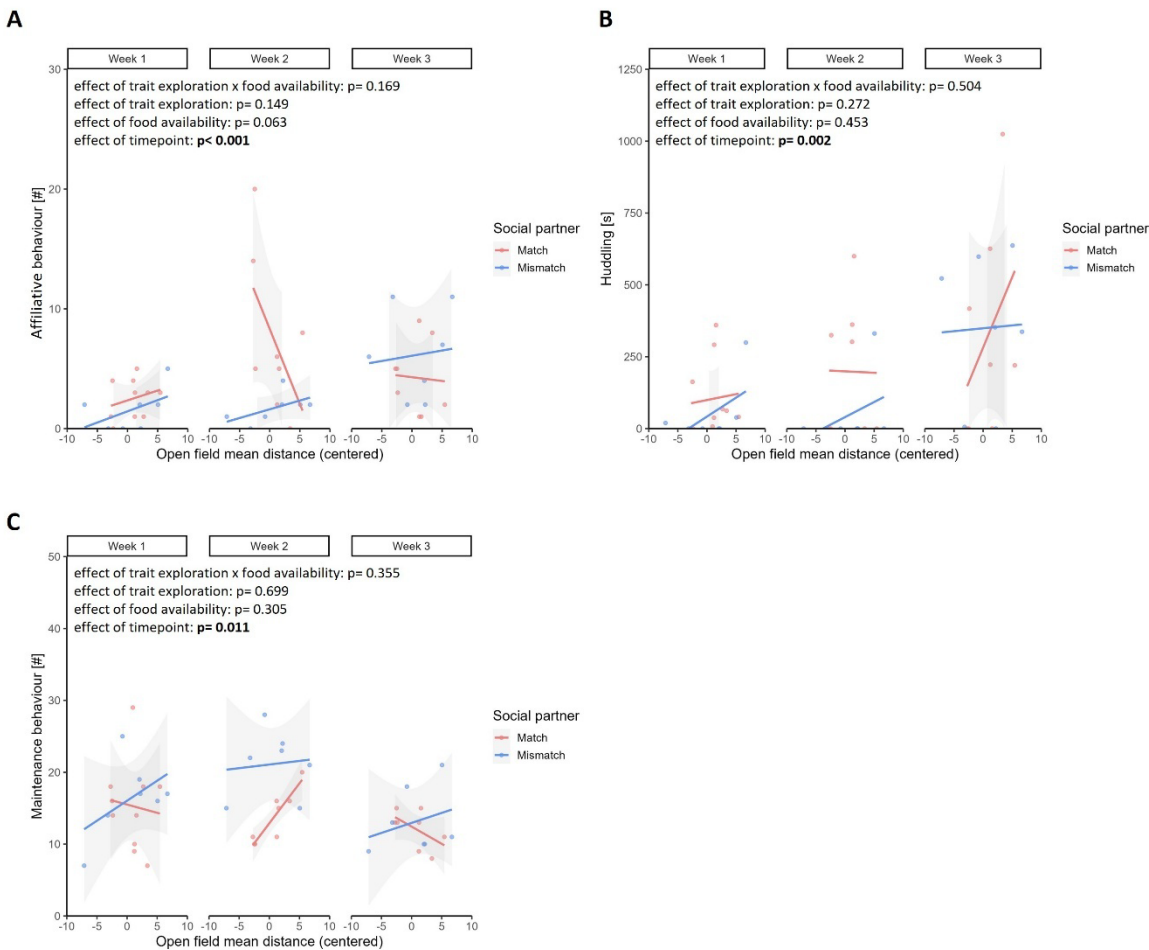 A
Week 1
Week 2
Week 3
effect of trait exploration x food availability: p= 0.169
effect of trait exploration: p= 0.149
effect of food availability: p= 0.063
effect of timepoint: p< 0.001
30
20
10
0
Affiliative behaviour [#]
-10 -5 0 5 10 -10 -5 0 5 10 -10 -5 0 5 10
Open field mean distance (centered)
Social partner
Match
Mismatch
B
Week 1
Week 2
Week 3
effect of trait exploration x food availability: p= 0.504
effect of trait exploration: p= 0.272
effect of food availability: p= 0.453
effect of timepoint: p= 0.002
1250
1000
750
500
250
0
Huddling [s]
-10 -5 0 5 10 -10 -5 0 5 10 -10 -5 0 5 10
Open field mean distance (centered)
Social partner
Match
Mismatch
C
Week 1
Week 2
Week 3
effect of trait exploration x food availability: p= 0.355
effect of trait exploration: p= 0.699
effect of food availability: p= 0.305
effect of timepoint: p= 0.011
50
40
30
20
10
0
Maintenance behaviour [#]
-10 -5 0 5 10 -10 -5 0 5 10 -10 -5 0 5 10
Open field mean distance (centered)
Social partner
Match
Mismatch